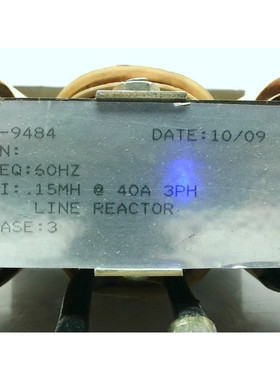 -9484 DATE:10/09
N:
EQ:60HZ
I:.15MH @ 40A 3PH
LINE REACTOR
ASE:3